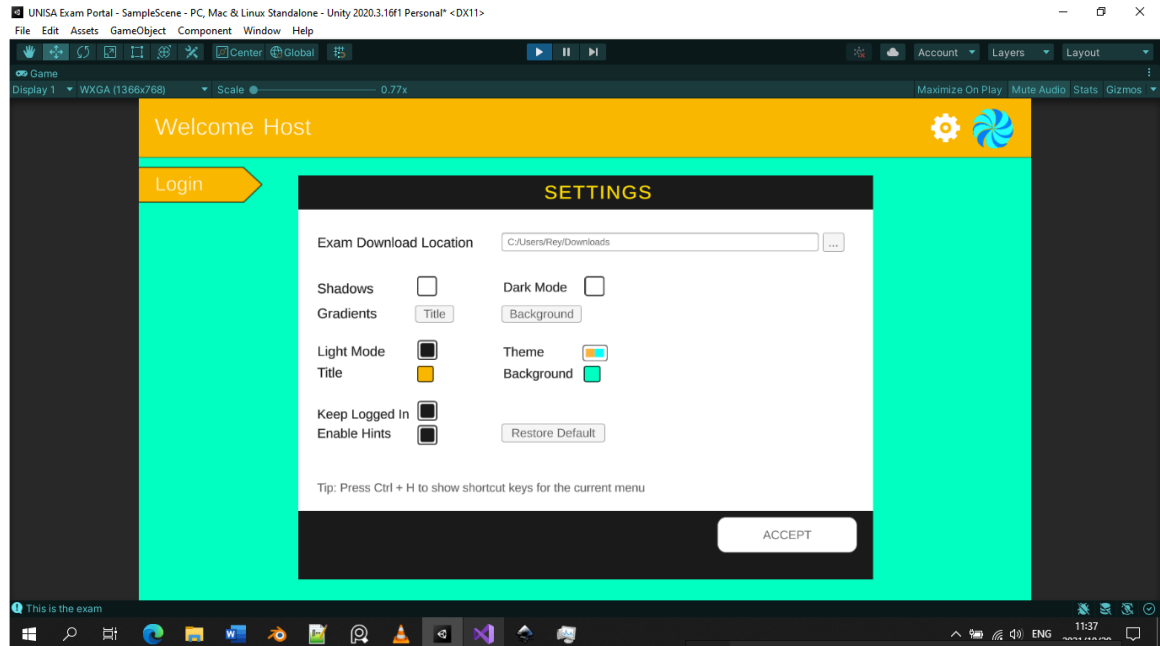 UNISA Exam Portal - SampleScene - PC, Mac & Linux Standalone - Unity 2020.3.16f1 Personal* <DX11>
File Edit Assets GameObject Component Window Help
Center Global Account Layers Layout
Game
Display 1 WXGA (1366x768) Scale 0.77x Maximize On Play Mute Audio Stats Gizmos
Welcome Host
Login
SETTINGS
Exam Download Location C:/Users/Rey/Downloads ...
Shadows Dark Mode
Gradients Title Background
Light Mode Theme
Title Background
Keep Logged In
Enable Hints Restore Default
Tip: Press Ctrl + H to show shortcut keys for the current menu
ACCEPT
This is the exam
ENG 11:37